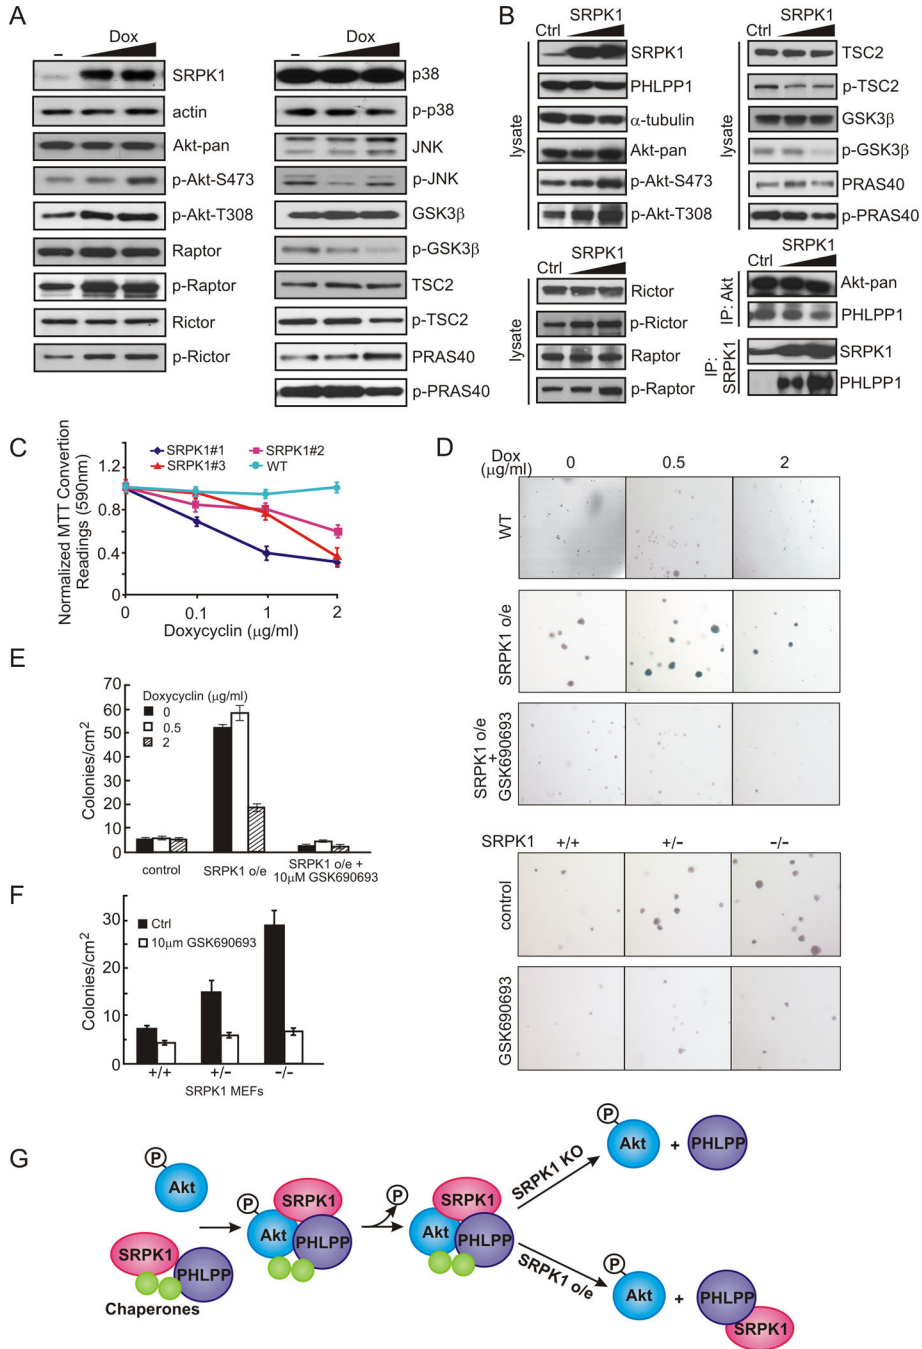 A
Dox
–
SRPK1
actin
Akt-pan
p-Akt-S473
p-Akt-T308
Raptor
p-Raptor
Rictor
p-Rictor
Dox
–
p38
p-p38
JNK
p-JNK
GSK3β
p-GSK3β
TSC2
p-TSC2
PRAS40
p-PRAS40
B
SRPK1
Ctrl
lysate
SRPK1
PHLPP1
α-tubulin
Akt-pan
p-Akt-S473
p-Akt-T308
SRPK1
Ctrl
lysate
TSC2
p-TSC2
GSK3β
p-GSK3β
PRAS40
p-PRAS40
SRPK1
Ctrl
lysate
Rictor
p-Rictor
Raptor
p-Raptor
SRPK1
Ctrl
IP: Akt
Akt-pan
PHLPP1
IP:
SRPK1
SRPK1
PHLPP1
C
SRPK1#1 SRPK1#2
SRPK1#3 WT
Normalized MTT Convertion
Readings (590nm)
1.2
0.8
0.4
0
0 0.1 1 2
Doxycyclin (μg/ml)
D
Dox
(μg/ml) 0 0.5 2
WT
SRPK1 o/e
SRPK1 o/e
+
GSK690693
SRPK1 +/+ +/- -/-
control
GSK690693
E
Doxycyclin (μg/ml)
0
0.5
2
Colonies/cm2
60
50
40
30
20
10
0
control SRPK1 o/e SRPK1 o/e +
10μM GSK690693
F
Ctrl
10μm GSK690693
Colonies/cm2
30
20
10
0
+/+ +/- -/-
SRPK1 MEFs
G
P
Akt
SRPK1
PHLPP
Chaperones
P
SRPK1
Akt
PHLPP
P
SRPK1
Akt
PHLPP
SRPK1 KO
P
Akt + PHLPP
SRPK1 o/e
P
Akt + PHLPP
SRPK1